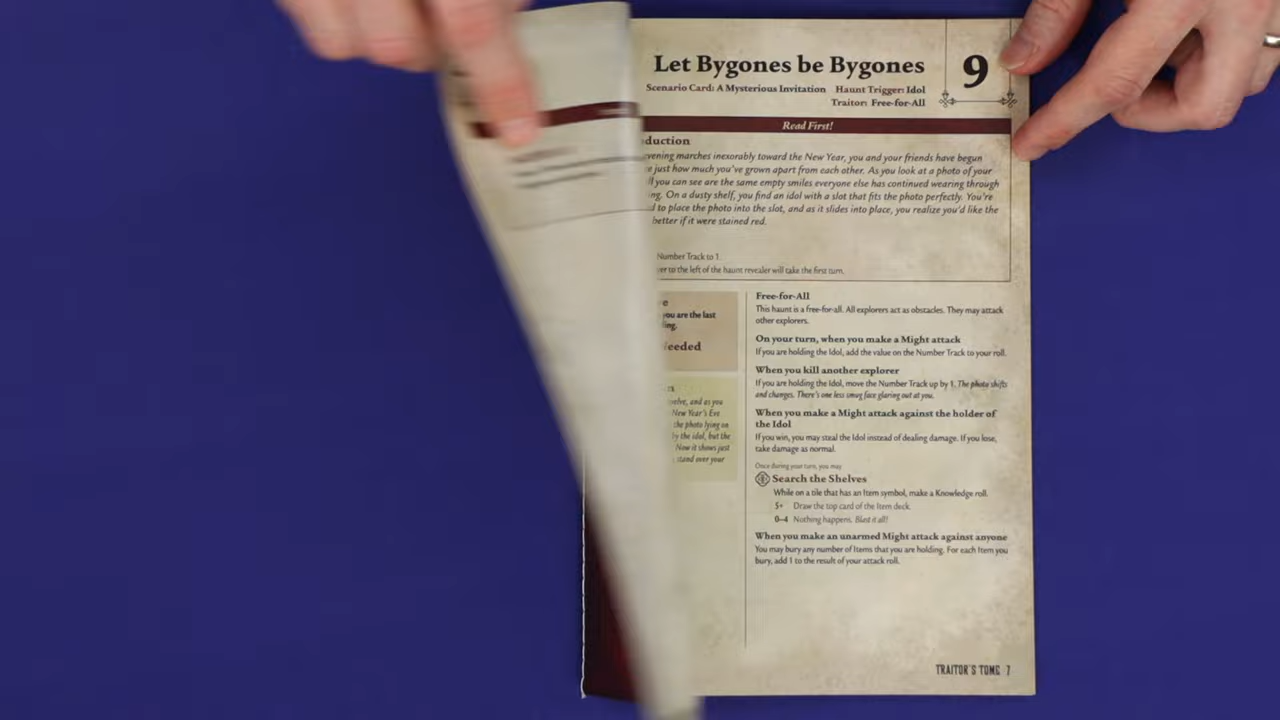 Let Bygones be Bygones
9
Scenario Card: A Mysterious Invitation Haunt Trigger: Idol
Traitor: Free-for-All
Read First!
duction
vening marches inexorably toward the New Year, you and your friends have begun
just how much you've grown apart from each other. As you look at a photo of your
you can see are the same empty smiles everyone else has continued wearing through
ng. On a dusty shelf, you find an idol with a slot that fits the photo perfectly. You're
d to place the photo into the slot, and as it slides into place, you realize you'd like the
better if it were stained red.
Number Track to 1.
er to the left of the haunt revealer will take the first turn.
e
you are the last
ing.
Needed
olve, and as you
New Year's Eve
the photo lying on
by the idol, but the
Now it shows just
stand over your
Free-for-All
This haunt is a free-for-all. All explorers act as obstacles. They may attack
other explorers.
On your turn, when you make a Might attack
If you are holding the Idol, add the value on the Number Track to your roll.
When you kill another explorer
If you are holding the Idol, move the Number Track up by 1. The photo shifts
and changes. There's one less smug face glaring out at you.
When you make a Might attack against the holder of
the Idol
If you win, you may steal the Idol instead of dealing damage. If you lose,
take damage as normal.
Once during your turn, you may
Search the Shelves
While on a tile that has an Item symbol, make a Knowledge roll.
5+ Draw the top card of the Item deck.
0–4 Nothing happens. Blast it all!
When you make an unarmed Might attack against anyone
You may bury any number of Items that you are holding. For each Item you
bury, add 1 to the result of your attack roll.
TRAITOR'S TOME 7